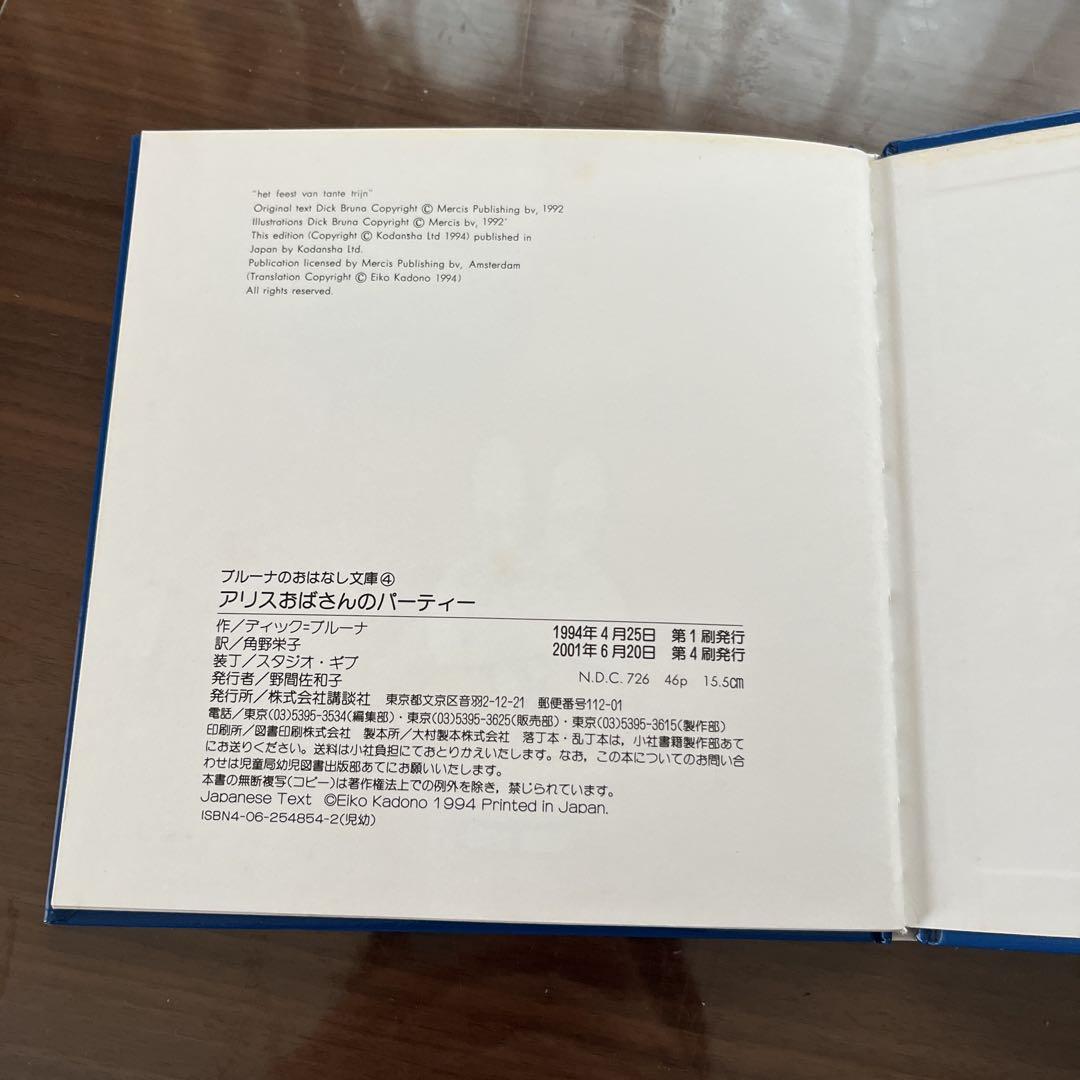 "het feest van tante trijn"
Original text Dick Bruna Copyright © Mercis Publishing bv, 1992
Illustrations Dick Bruna Copyright © Mercis bv, 1992
This edition (Copyright © Kodansha Ltd 1994) published in
Japan by Kodansha Ltd.
Publication licensed by Mercis Publishing bv, Amsterdam
(Translation Copyright © Eiko Kadono 1994)
All rights reserved.
ブルーナのおはなし文庫④
アリスおばさんのパーティー
作/ディック=ブルーナ
訳/角野栄子
装丁/スタジオ・ギブ
発行者/野間佐和子
1994年4月25日 第1刷発行
2001年6月20日 第4刷発行
N.D.C. 726 46p 15.5㎝
発行所/株式会社講談社 東京都文京区音羽2-12-21 郵便番号112-01
電話/東京(03)5395-3534(編集部)・東京(03)5395-3625(販売部)・東京(03)5395-3615(製作部)
印刷所/図書印刷株式会社 製本所/大村製本株式会社 落丁本・乱丁本は,小社書籍製作部あて
にお送りください。送料は小社負担にておとりかえいたします。なお,この本についてのお問い合
わせは児童局幼児図書出版部あてにお願いいたします。
本書の無断複写(コピー)は著作権法上での例外を除き,禁じられています。
Japanese Text ©Eiko Kadono 1994 Printed in Japan.
ISBN4-06-254854-2(児幼)